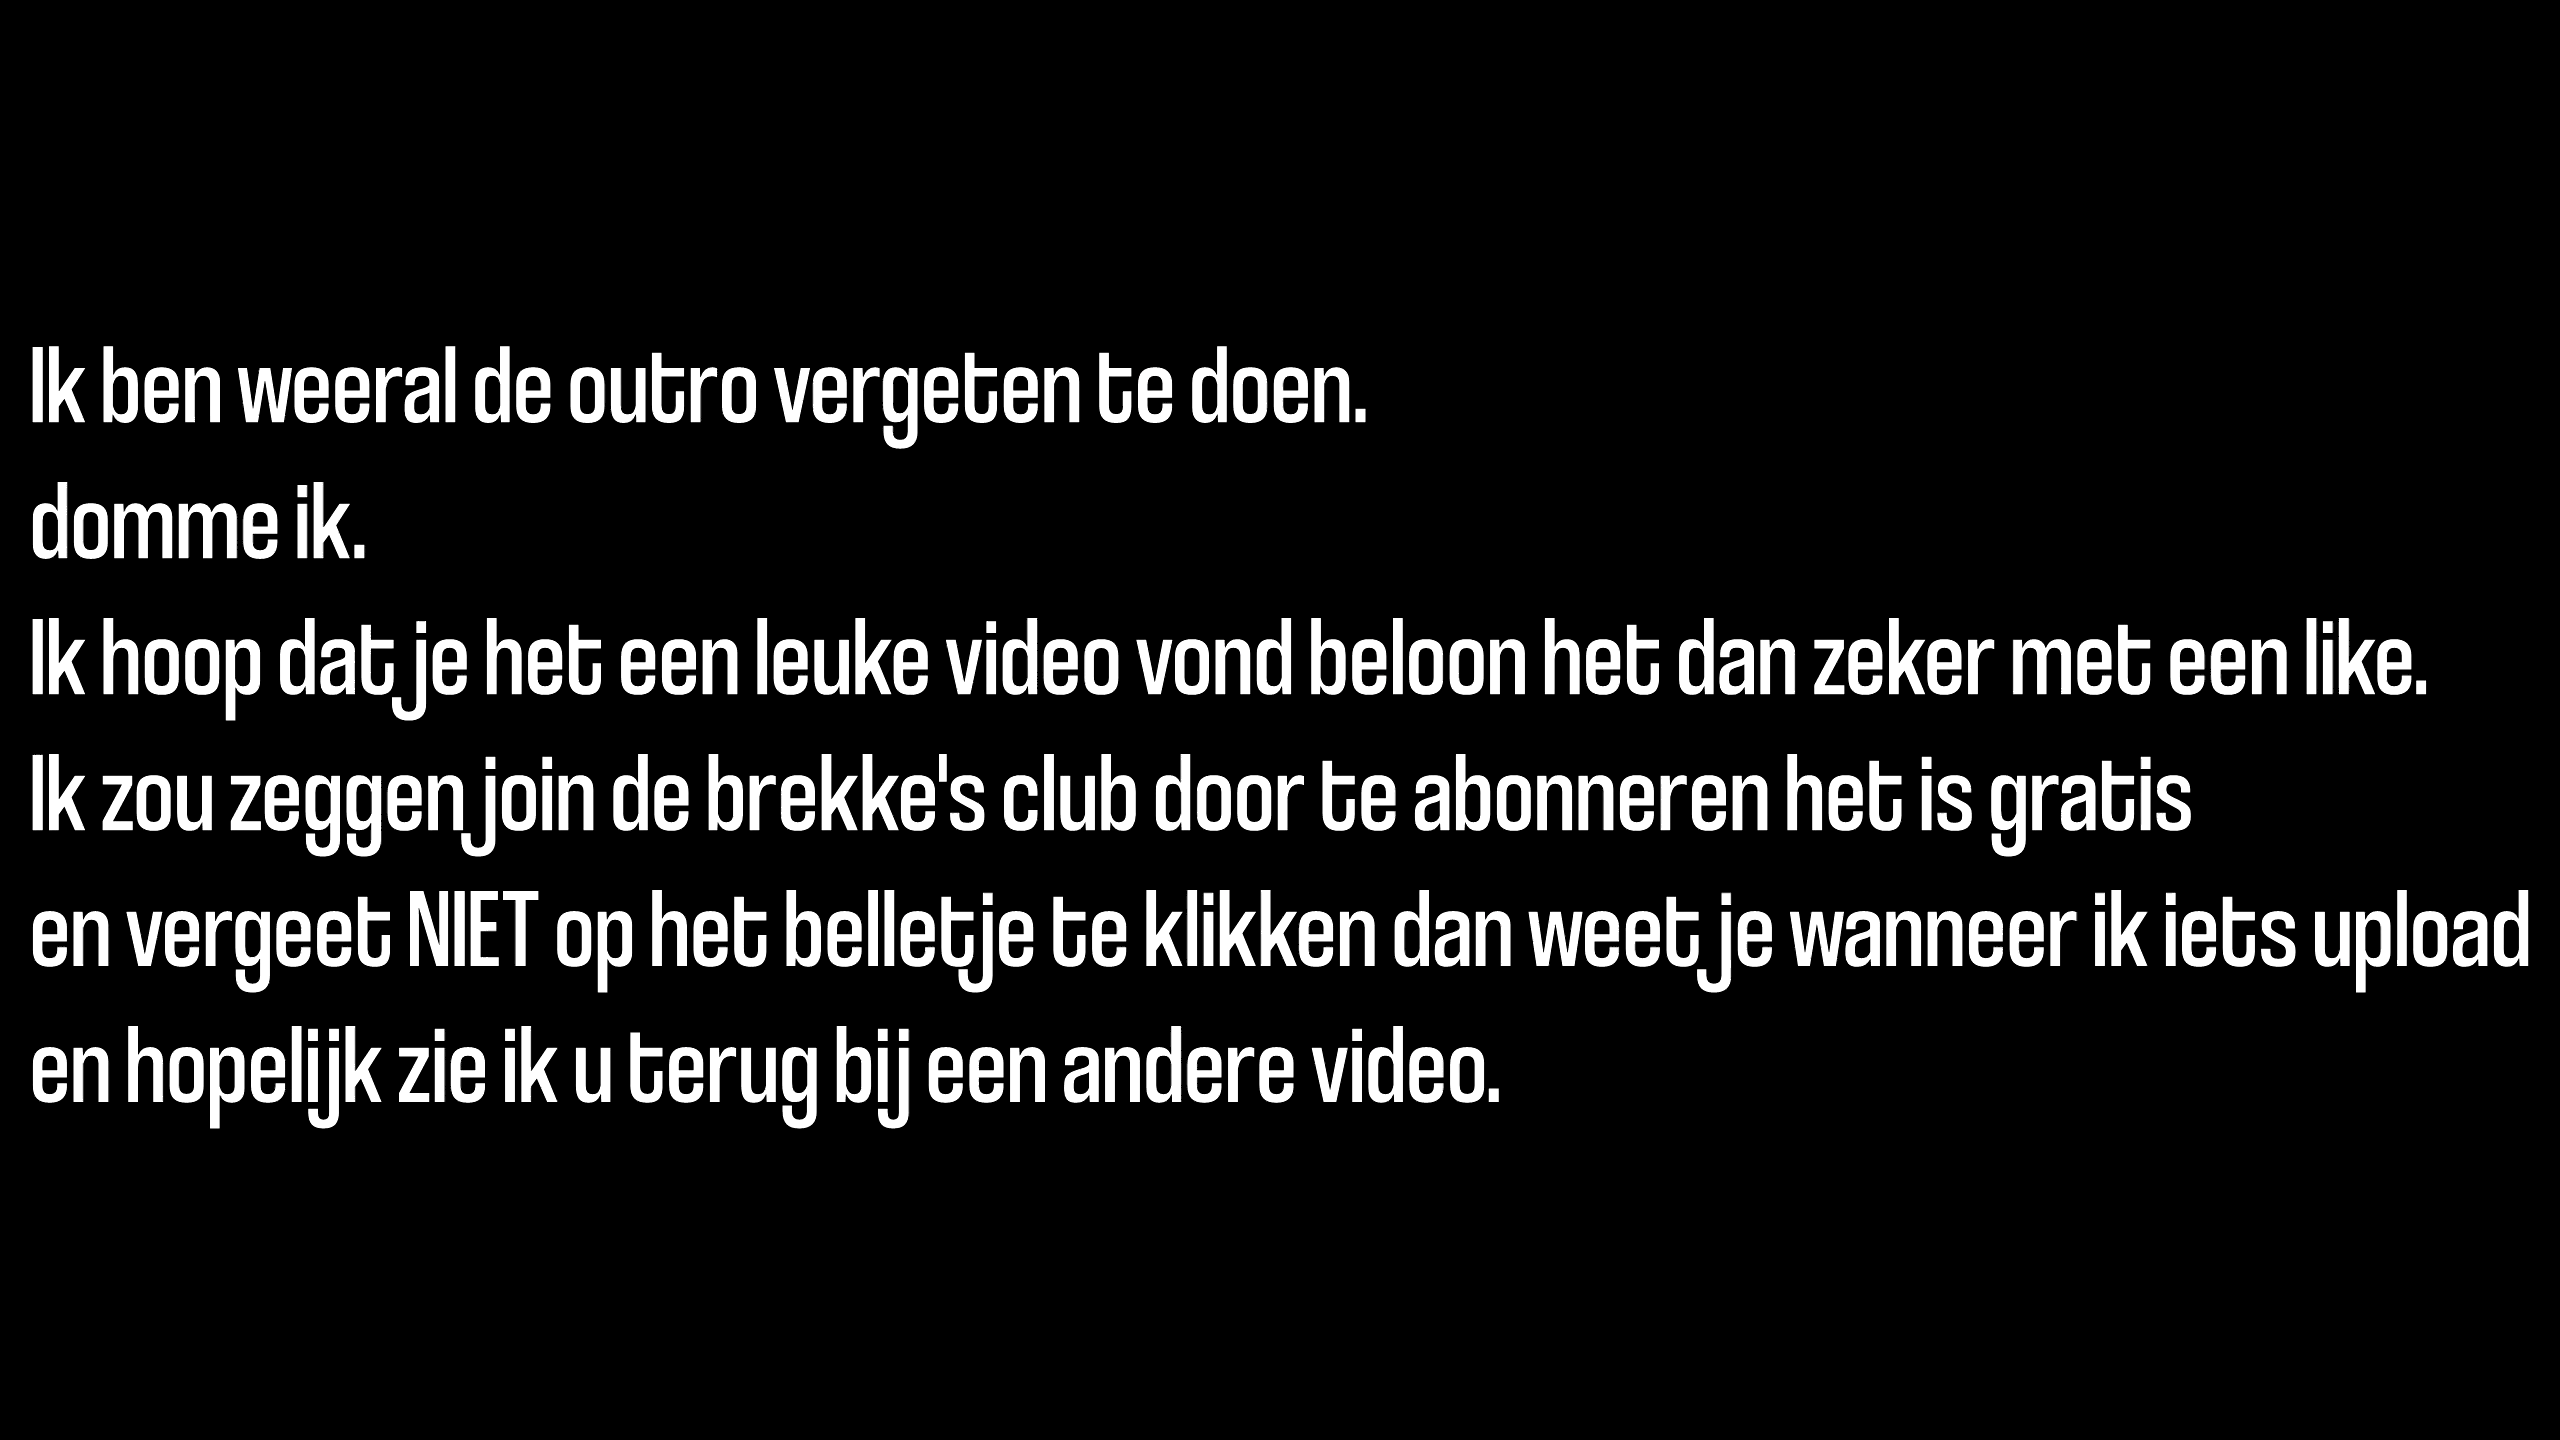 Ik ben weeral de outro vergeten te doen.
domme ik.
Ik hoop dat je het een leuke video vond beloon het dan zeker met een like.
Ik zou zeggen join de brekke's club door te abonneren het is gratis
en vergeet NIET op het belletje te klikken dan weet je wanneer ik iets upload
en hopelijk zie ik u terug bij een andere video.